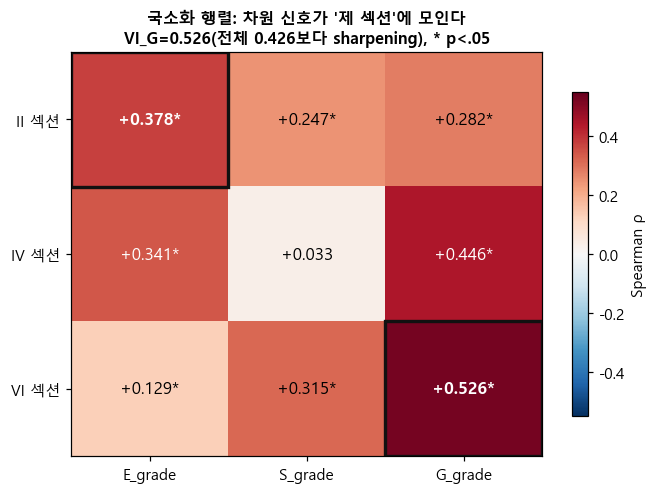 국소화 행렬: 차원 신호가 '제 섹션'에 모인다
VI_G=0.526(전체 0.426보다 sharpening), * p<.05
II 섹션
+0.378*
+0.247*
+0.282*
IV 섹션
+0.341*
+0.033
+0.446*
VI 섹션
+0.129*
+0.315*
+0.526*
E_grade
S_grade
G_grade
0.4
0.2
0.0
-0.2
-0.4
Spearman ρ